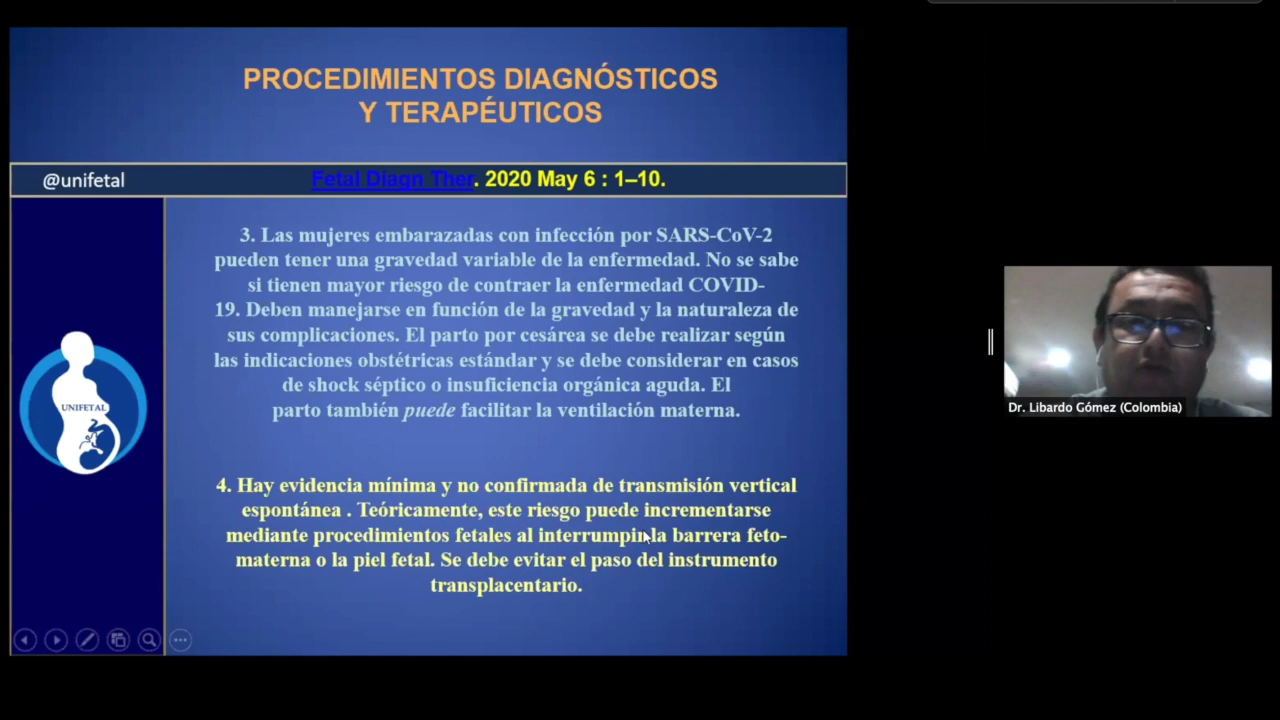 PROCEDIMIENTOS DIAGNÓSTICOS
Y TERAPÉUTICOS
@unifetal
Fetal Diagn Ther. 2020 May 6 : 1–10.
3. Las mujeres embarazadas con infección por SARS-CoV-2
pueden tener una gravedad variable de la enfermedad. No se sabe
si tienen mayor riesgo de contraer la enfermedad COVID-
19. Deben manejarse en función de la gravedad y la naturaleza de
sus complicaciones. El parto por cesárea se debe realizar según
las indicaciones obstétricas estándar y se debe considerar en casos
de shock séptico o insuficiencia orgánica aguda. El
parto también puede facilitar la ventilación materna.
UNIFETAL
4. Hay evidencia mínima y no confirmada de transmisión vertical
espontánea . Teóricamente, este riesgo puede incrementarse
mediante procedimientos fetales al interrumpir la barrera feto-
materna o la piel fetal. Se debe evitar el paso del instrumento
transplacentario.
Dr. Libardo Gómez (Colombia)